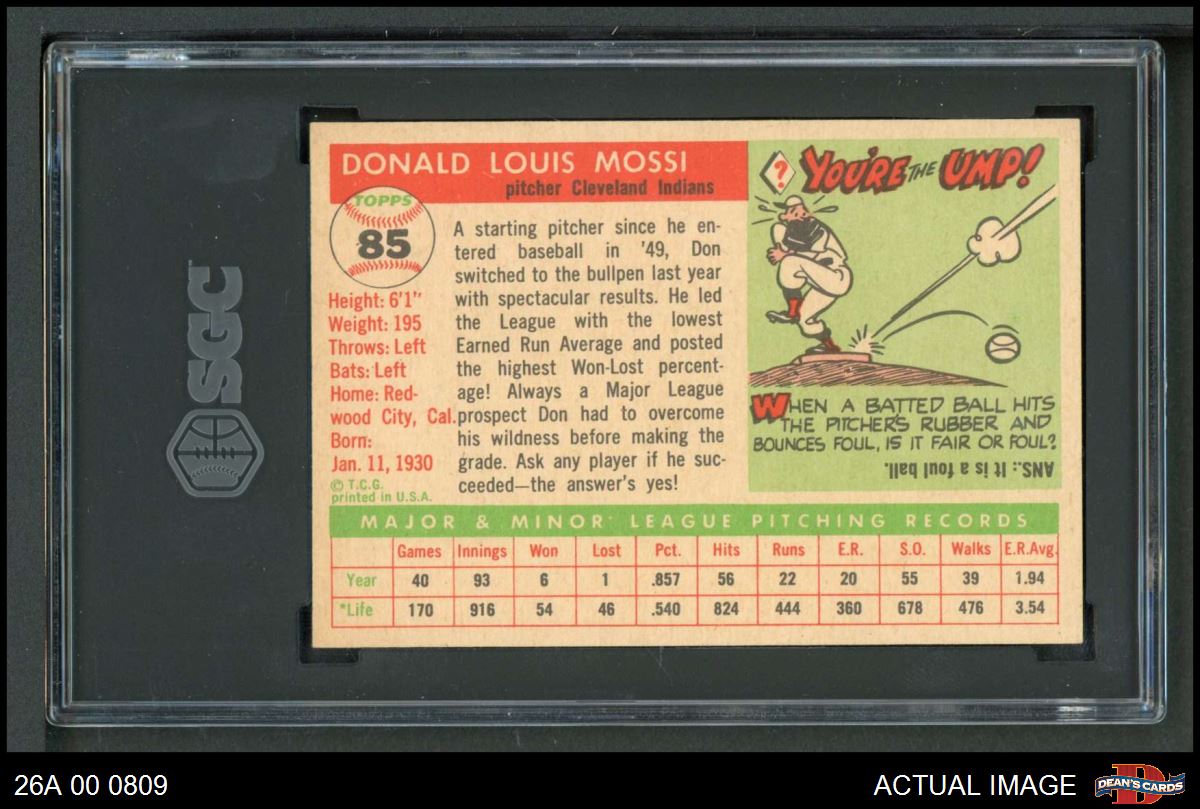 SGC
DONALD LOUIS MOSSI
pitcher Cleveland Indians
TOPPS
85
Height: 6'1"
Weight: 195
Throws: Left
Bats: Left
Home: Red-
wood City, Cal.
Born:
Jan. 11, 1930
© T.C.G.
printed in U.S.A.
A starting pitcher since he en-
tered baseball in '49, Don
switched to the bullpen last year
with spectacular results. He led
the League with the lowest
Earned Run Average and posted
the highest Won-Lost percent-
age! Always a Major League
prospect Don had to overcome
his wildness before making the
grade. Ask any player if he suc-
ceeded—the answer's yes!
? YOU'RE THE UMP!
WHEN A BATTED BALL HITS
THE PITCHER'S RUBBER AND
BOUNCES FOUL, IS IT FAIR OR FOUL?
ANS.: It is a foul ball.
MAJOR & MINOR LEAGUE PITCHING RECORDS
Games Innings Won Lost Pct. Hits Runs E.R. S.O. Walks E.R.Avg.
Year 40 93 6 1 .857 56 22 20 55 39 1.94
*Life 170 916 54 46 .540 824 444 360 678 476 3.54
26A 00 0809
ACTUAL IMAGE
DEAN'S CARDS